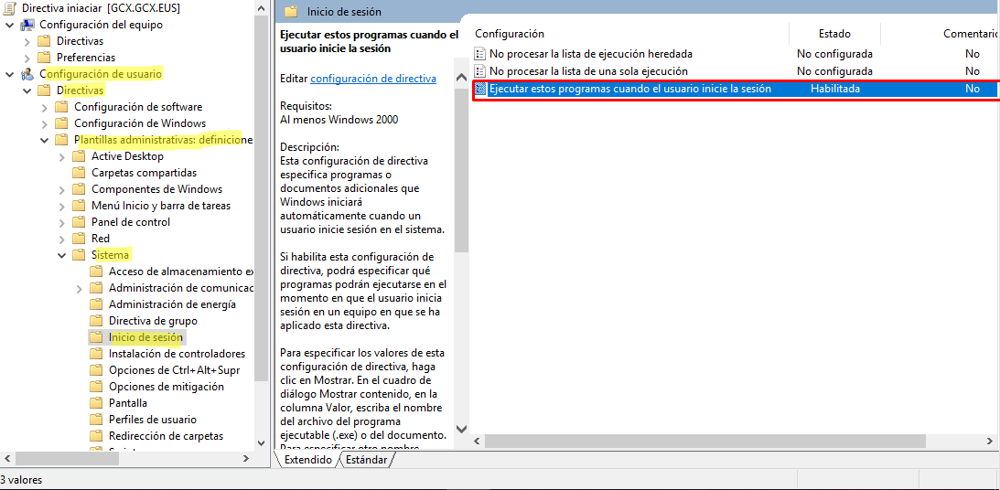 Directiva iniaciar [GCX.GCX.EUS]
Configuración del equipo
Directivas
Preferencias
Configuración de usuario
Directivas
Configuración de software
Configuración de Windows
Plantillas administrativas: definicione
Active Desktop
Carpetas compartidas
Componentes de Windows
Menú Inicio y barra de tareas
Panel de control
Red
Sistema
Acceso de almacenamiento ex
Administración de comunicac
Administración de energía
Directiva de grupo
Inicio de sesión
Instalación de controladores
Opciones de Ctrl+Alt+Supr
Opciones de mitigación
Pantalla
Perfiles de usuario
Redirección de carpetas
Inicio de sesión
Ejecutar estos programas cuando el
usuario inicie la sesión
Editar configuración de directiva
Requisitos:
Al menos Windows 2000
Descripción:
Esta configuración de directiva
especifica programas o
documentos adicionales que
Windows iniciará
automáticamente cuando un
usuario inicie sesión en el sistema.
Si habilita esta configuración de
directiva, podrá especificar qué
programas podrán ejecutarse en el
momento en que el usuario inicia
sesión en un equipo en que se ha
aplicado esta directiva.
Para especificar los valores de esta
configuración de directiva, haga
clic en Mostrar. En el cuadro de
diálogo Mostrar contenido, en la
columna Valor, escriba el nombre
del archivo del programa
ejecutable (.exe) o del documento.
Para especificar otro nombre
Configuración Estado Comentario
No procesar la lista de ejecución heredada No configurada No
No procesar la lista de una sola ejecución No configurada No
Ejecutar estos programas cuando el usuario inicie la sesión Habilitada No
Extendido Estándar
3 valores